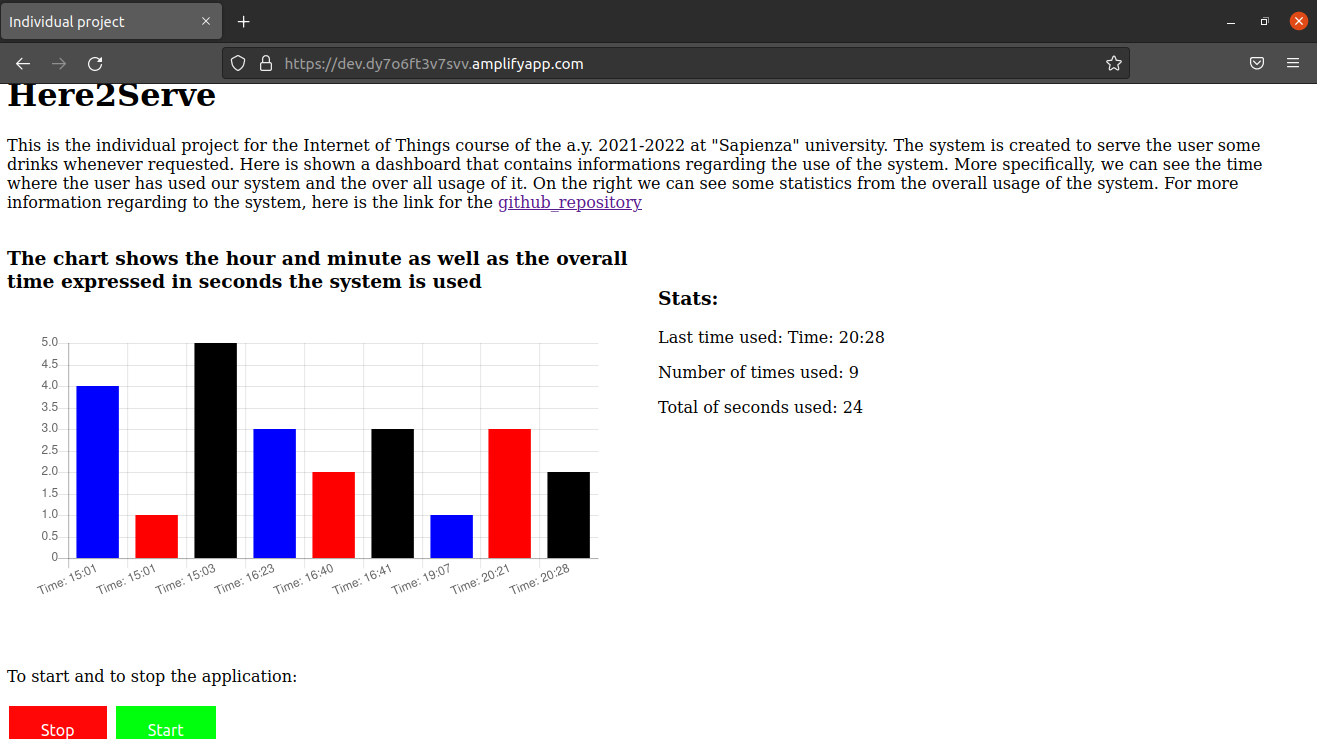 Individual project
https://dev.dy7o6ft3v7svv.amplifyapp.com
Here2Serve
This is the individual project for the Internet of Things course of the a.y. 2021-2022 at "Sapienza" university. The system is created to serve the user some
drinks whenever requested. Here is shown a dashboard that contains informations regarding the use of the system. More specifically, we can see the time
where the user has used our system and the over all usage of it. On the right we can see some statistics from the overall usage of the system. For more
information regarding to the system, here is the link for the github_repository
The chart shows the hour and minute as well as the overall
time expressed in seconds the system is used
5.0
4.5
4.0
3.5
3.0
2.5
2.0
1.5
1.0
0.5
0
Time: 15:01
Time: 15:01
Time: 15:03
Time: 16:23
Time: 16:40
Time: 16:41
Time: 19:07
Time: 20:21
Time: 20:28
Stats:
Last time used: Time: 20:28
Number of times used: 9
Total of seconds used: 24
To start and to stop the application:
Stop
Start